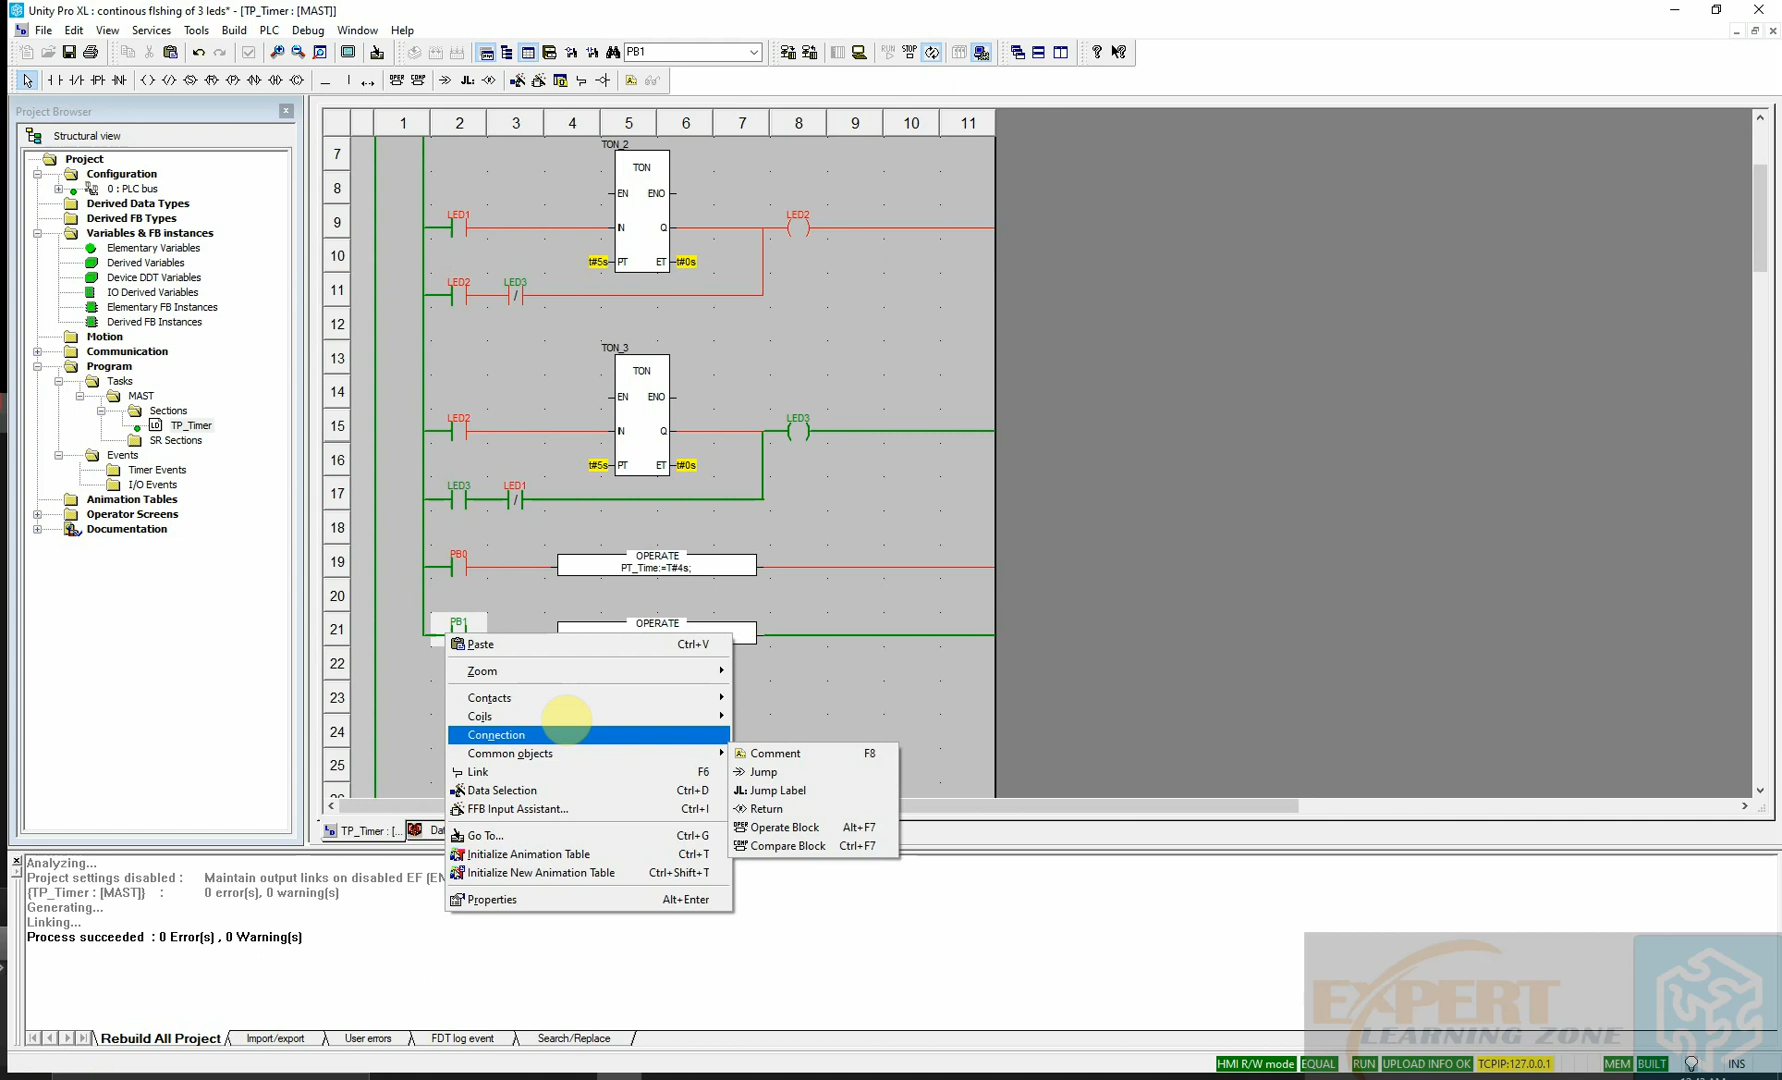 Unity Pro XL : continous flshing of 3 leds* - [TP_Timer : [MAST]]
File Edit View Services Tools Build PLC Debug Window Help
PB1
Project Browser
Structural view
Project
Configuration
0 : PLC bus
Derived Data Types
Derived FB Types
Variables & FB instances
Elementary Variables
Derived Variables
Device DDT Variables
IO Derived Variables
Elementary FB Instances
Derived FB Instances
Motion
Communication
Program
Tasks
MAST
Sections
TP_Timer
SR Sections
Events
Timer Events
I/O Events
Animation Tables
Operator Screens
Documentation
1 2 3 4 5 6 7 8 9 10 11
7
8
9
10
11
12
13
14
15
16
17
18
19
20
21
22
23
24
25
TON_2
TON
EN ENO
LED1 IN Q LED2
t#5s PT ET t#0s
LED2 LED3
TON_3
TON
EN ENO
LED2 IN Q LED3
t#5s PT ET t#0s
LED3 LED1
PB0 OPERATE
PT_Time:=T#4s;
PB1 OPERATE
Paste Ctrl+V
Zoom
Contacts
Coils
Connection
Common objects
Link F6
Data Selection Ctrl+D
FFB Input Assistant... Ctrl+I
Go To... Ctrl+G
Initialize Animation Table Ctrl+T
Initialize New Animation Table Ctrl+Shift+T
Properties Alt+Enter
Comment F8
Jump
JL: Jump Label
Return
Operate Block Alt+F7
Compare Block Ctrl+F7
TP_Timer : [...
Analyzing...
Project settings disabled : Maintain output links on disabled EF [EN
{TP_Timer : [MAST]} : 0 error(s), 0 warning(s)
Generating...
Linking...
Process succeeded : 0 Error(s) , 0 Warning(s)
Rebuild All Project Import/export User errors FDT log event Search/Replace
EXPERT
LEARNING ZONE
HMI R/W mode EQUAL RUN UPLOAD INFO OK TCPIP:127.0.0.1 MEM BUILT INS